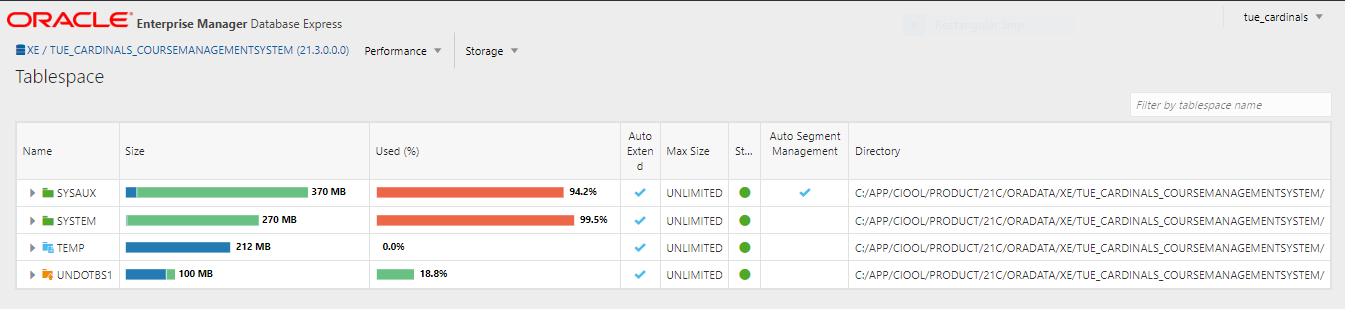 ORACLE Enterprise Manager Database Express
tue_cardinals
XE / TUE_CARDINALS_COURSEMANAGEMENTSYSTEM (21.3.0.0.0) Performance Storage
Tablespace
Filter by tablespace name
Name Size Used (%) Auto Exten d Max Size St... Auto Segment Management Directory
SYSAUX 370 MB 94.2% UNLIMITED C:/APP/CIOOL/PRODUCT/21C/ORADATA/XE/TUE_CARDINALS_COURSEMANAGEMENTSYSTEM/
SYSTEM 270 MB 99.5% UNLIMITED C:/APP/CIOOL/PRODUCT/21C/ORADATA/XE/TUE_CARDINALS_COURSEMANAGEMENTSYSTEM/
TEMP 212 MB 0.0% UNLIMITED C:/APP/CIOOL/PRODUCT/21C/ORADATA/XE/TUE_CARDINALS_COURSEMANAGEMENTSYSTEM/
UNDOTBS1 100 MB 18.8% UNLIMITED C:/APP/CIOOL/PRODUCT/21C/ORADATA/XE/TUE_CARDINALS_COURSEMANAGEMENTSYSTEM/